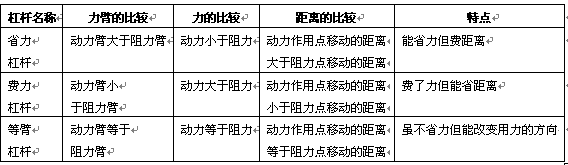 杠杆名称 力臂的比较 力的比较 距离的比较 特点
省力 动力臂大于阻力臂 动力小于阻力 动力作用点移动的距离 能省力但费距离
杠杆 大于阻力点移动的距离
费力 动力臂小 动力大于阻力 动力作用点移动的距离 费了力但能省距离
杠杆 于阻力臂 小于阻力点移动的距离
等臂 动力臂等于 动力等于阻力 动力作用点移动的距离 虽不省力但能改变用力的方向
杠杆 阻力臂 等于阻力点移动的距离